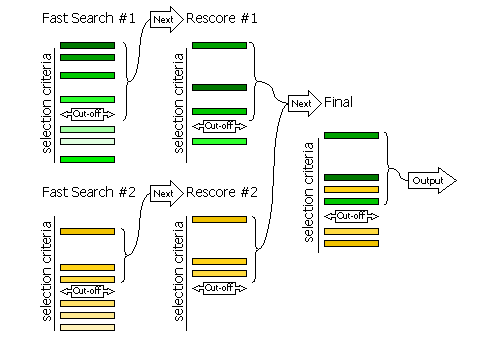 Fast Search #1
Next
Rescore #1
selection criteria
Cut-off
selection criteria
Cut-off
Next
Final
selection criteria
Cut-off
Output
Fast Search #2
Next
Rescore #2
selection criteria
Cut-off
selection criteria
Cut-off